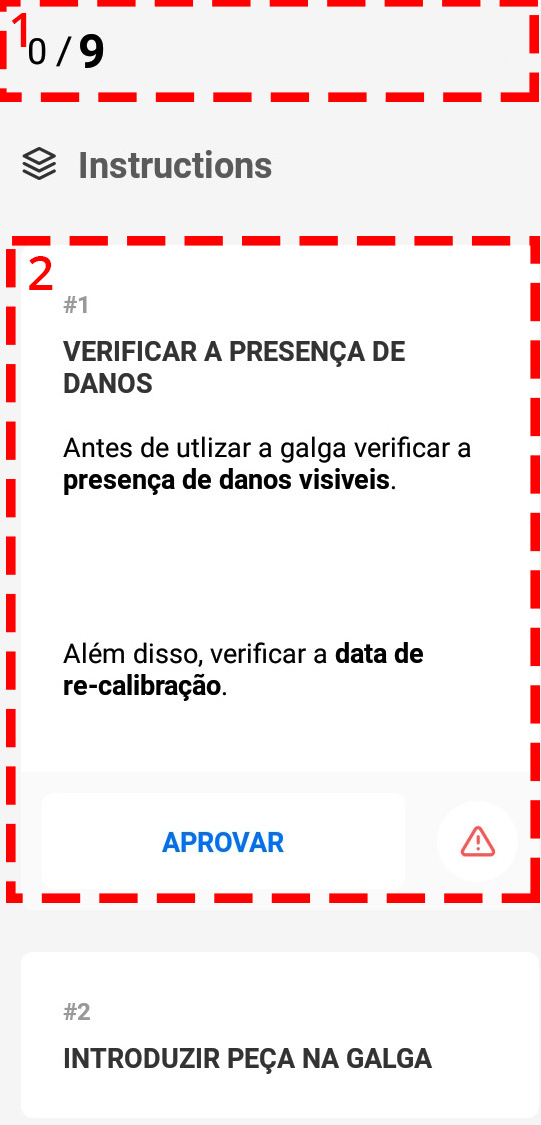 1
0 / 9
Instructions
2
#1
VERIFICAR A PRESENÇA DE
DANOS
Antes de utlizar a galga verificar a
presença de danos visiveis.
Além disso, verificar a data de
re-calibração.
APROVAR
#2
INTRODUZIR PEÇA NA GALGA